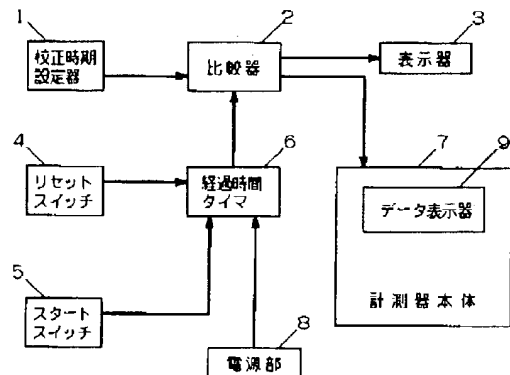 1
校正時期
設定器
2
比較器
3
表示器
4
リセット
スイッチ
6
経過時間
タイマ
7
9
データ表示器
計測器本体
5
スタート
スイッチ
8
電源部